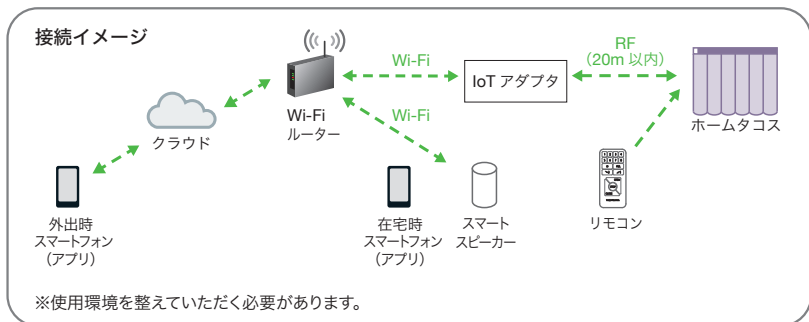 接続イメージ
RF
(20m 以内)
Wi-Fi
IoT アダプタ
Wi-Fi
Wi-Fi
ルーター
クラウド
ホームタコス
外出時
スマートフォン
(アプリ)
在宅時
スマートフォン
(アプリ)
スマート
スピーカー
リモコン
※使用環境を整えていただく必要があります。